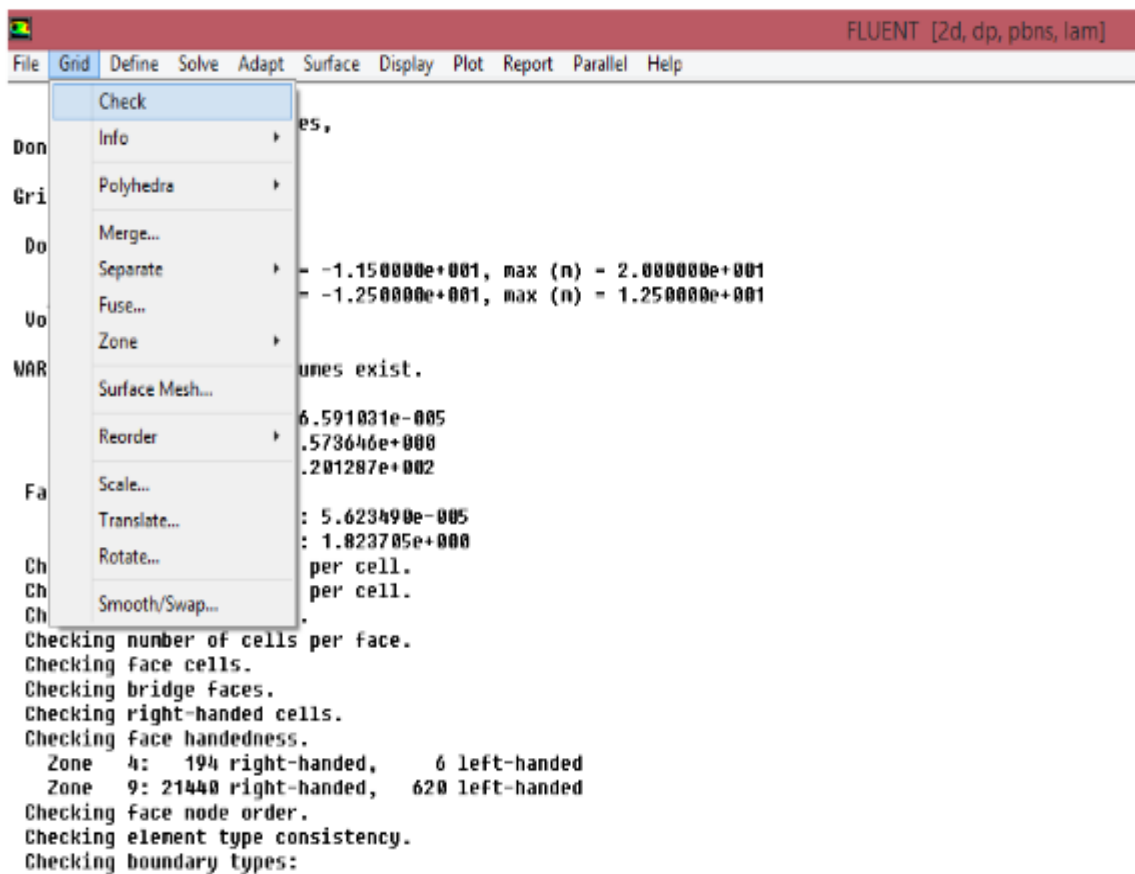 FLUENT [2d, dp, pbns, lam]
File Grid Define Solve Adapt Surface Display Plot Report Parallel Help
Check
Info
Polyhedra
Merge...
Separate
Fuse...
Zone
Surface Mesh...
Reorder
Scale...
Translate...
Rotate...
Smooth/Swap...
es,
Don
Gri
Do
= -1.150000e+001, max (m) = 2.000000e+001
= -1.250000e+001, max (m) = 1.250000e+001
Vo
WAR umes exist.
6.591031e-005
.573646e+000
.201287e+002
Fa
: 5.623490e-005
: 1.823705e+000
Ch per cell.
Ch per cell.
Ch .
Checking number of cells per face.
Checking face cells.
Checking bridge faces.
Checking right-handed cells.
Checking face handedness.
Zone 4: 194 right-handed, 6 left-handed
Zone 9: 21440 right-handed, 620 left-handed
Checking face node order.
Checking element type consistency.
Checking boundary types: